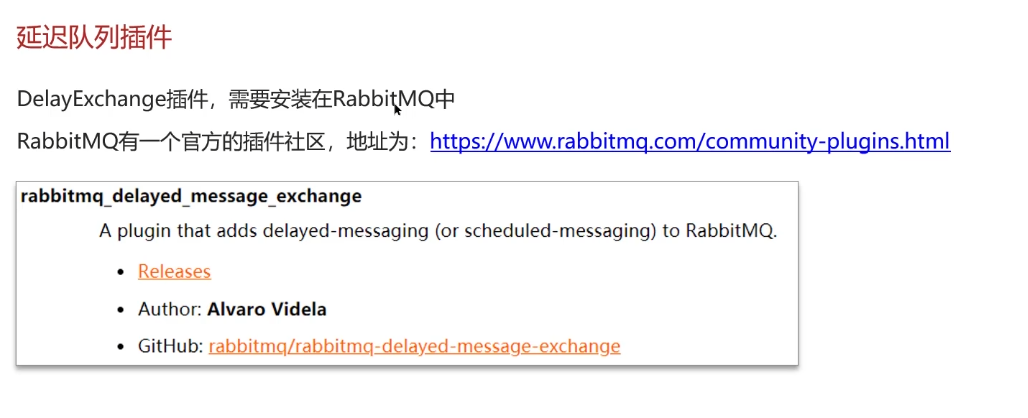 延迟队列插件
DelayExchange插件，需要安装在RabbitMQ中
RabbitMQ有一个官方的插件社区，地址为：https://www.rabbitmq.com/community-plugins.html
rabbitmq_delayed_message_exchange
A plugin that adds delayed-messaging (or scheduled-messaging) to RabbitMQ.
• Releases
• Author: Alvaro Videla
• GitHub: rabbitmq/rabbitmq-delayed-message-exchange